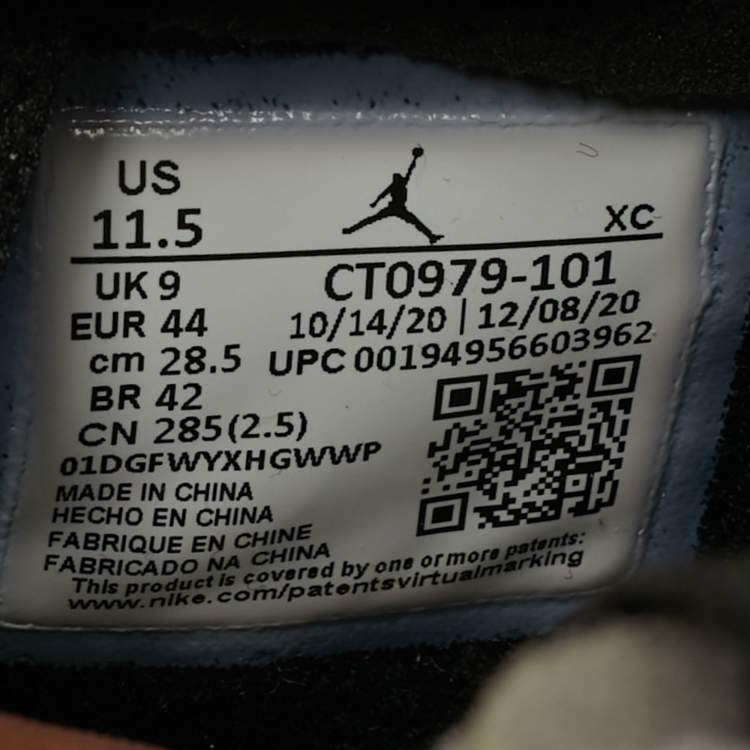 US
11.5
XC
UK 9
CT0979-101
EUR 44
10/14/20 | 12/08/20
cm 28.5
UPC 00194956603962
BR 42
CN 285(2.5)
01DGFWYXHGWWP
MADE IN CHINA
HECHO EN CHINA
FABRIQUE EN CHINE
FABRICADO NA CHINA
This product is covered by one or more patents:
www.nike.com/patentsvirtualmarking